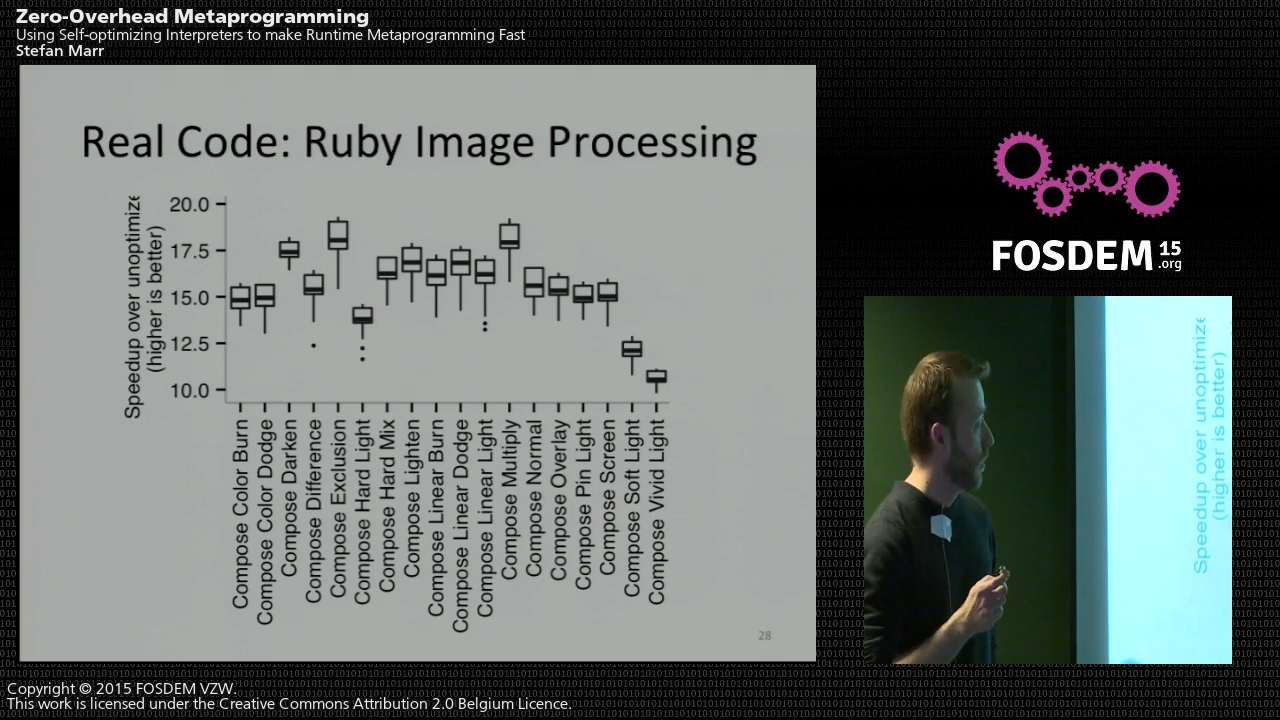 Zero-Overhead Metaprogramming
Using Self-optimizing Interpreters to make Runtime Metaprogramming Fast
Stefan Marr
Real Code: Ruby Image Processing
Speedup over unoptimize
(higher is better)
20.0
17.5
15.0
12.5
10.0
Compose Color Burn
Compose Color Dodge
Compose Darken
Compose Difference
Compose Exclusion
Compose Hard Light
Compose Hard Mix
Compose Lighten
Compose Linear Burn
Compose Linear Dodge
Compose Linear Light
Compose Multiply
Compose Normal
Compose Overlay
Compose Pin Light
Compose Screen
Compose Soft Light
Compose Vivid Light
28
FOSDEM 15
.org
Speedup over unoptimize
(higher is better)
Copyright © 2015 FOSDEM VZW.
This work is licensed under the Creative Commons Attribution 2.0 Belgium Licence.